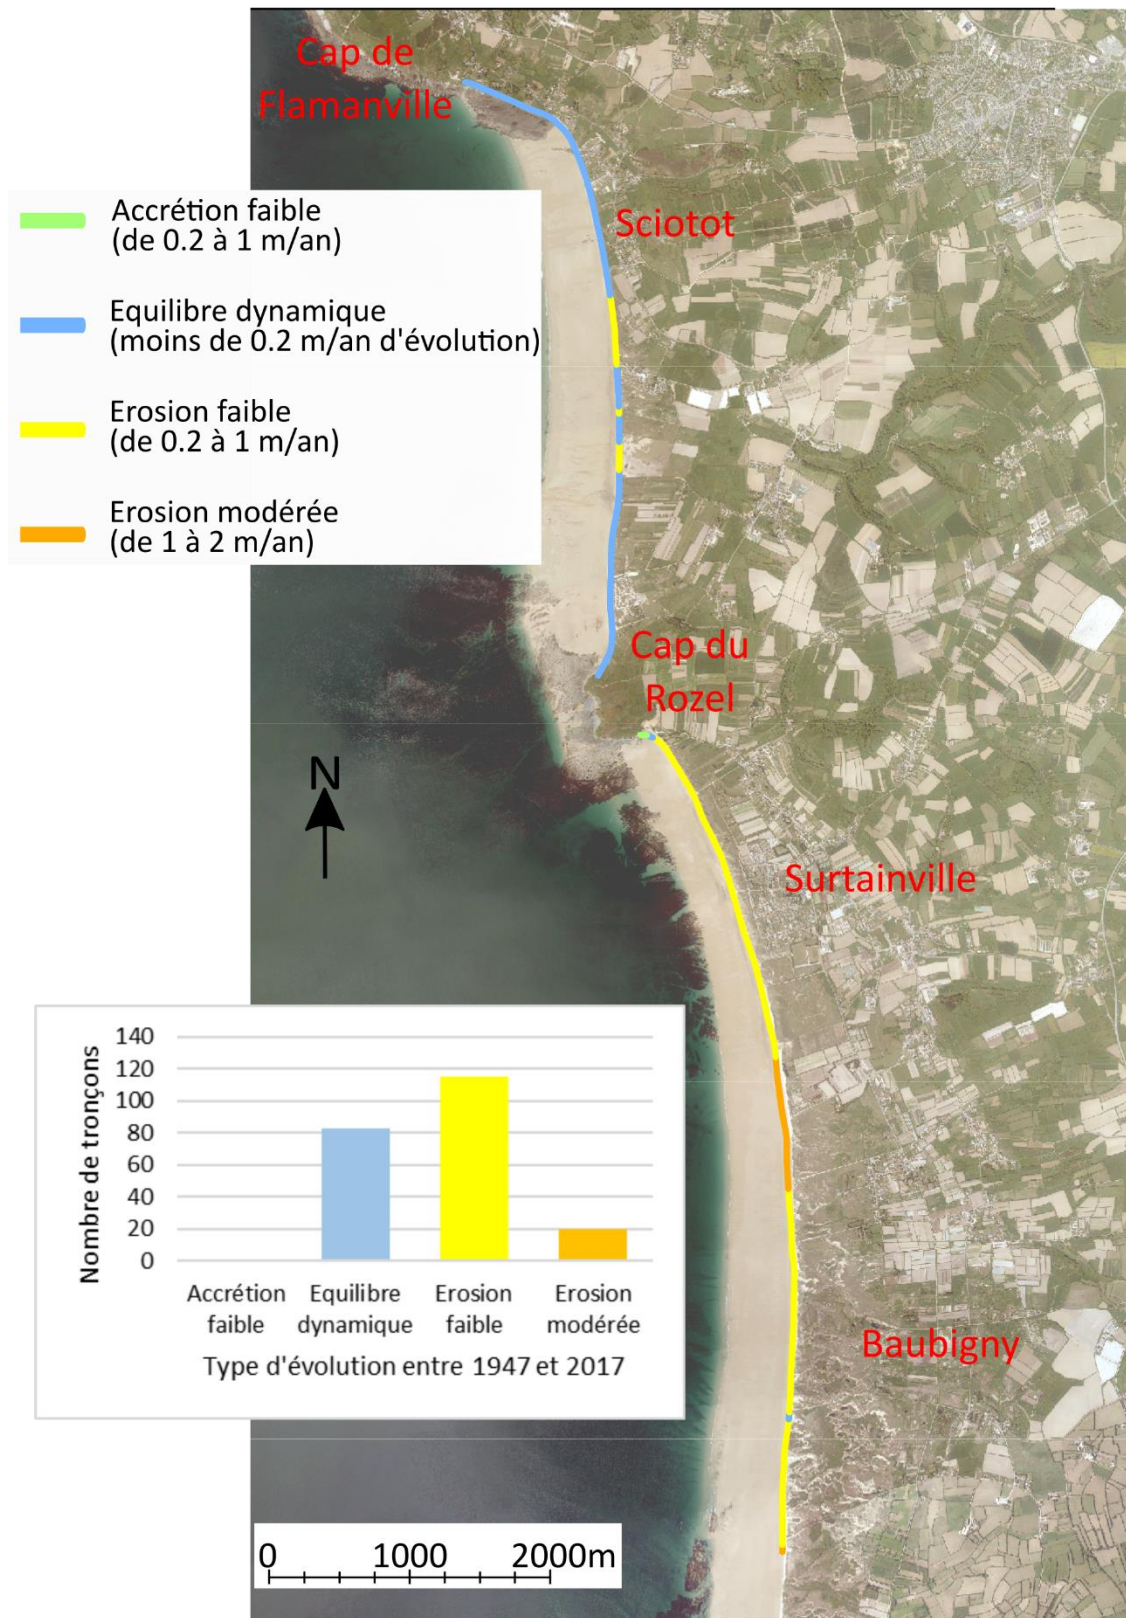 Cap de
Flamanville
Accrétion faible
(de 0.2 à 1 m/an)
Sciotot
Equilibre dynamique
(moins de 0.2 m/an d'évolution)
Erosion faible
(de 0.2 à 1 m/an)
Erosion modérée
(de 1 à 2 m/an)
Cap du
Rozel
N
Surtainville
Nombre de tronçons
140
120
100
80
60
40
20
0
Accrétion faible
Equilibre dynamique
Erosion faible
Erosion modérée
Type d'évolution entre 1947 et 2017
Baubigny
0 1000 2000m